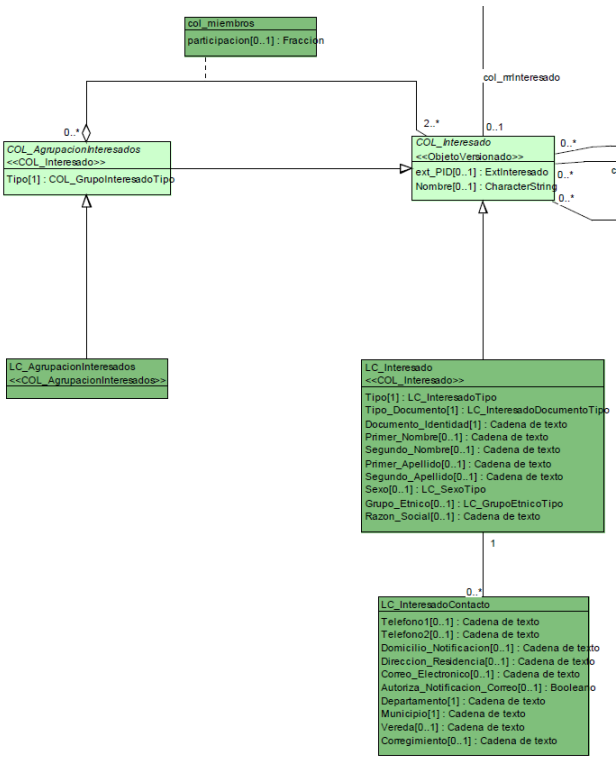 col_miembros
participacion[0..1] : Fraccion
col_mrInteresado
0..*
2..*
0..1
COL_AgrupacionInteresados
<<COL_Interesado>>
Tipo[1] : COL_GrupoInteresadoTipo
COL_Interesado
<<ObjetoVersionado>>
ext_PID[0..1] : ExtInteresado
Nombre[0..1] : CharacterString
0..*
0..*
c
0..*
LC_AgrupacionInteresados
<<COL_AgrupacionInteresados>>
LC_Interesado
<<COL_Interesado>>
Tipo[1] : LC_InteresadoTipo
Tipo_Documento[1] : LC_InteresadoDocumentoTipo
Documento_Identidad[1] : Cadena de texto
Primer_Nombre[0..1] : Cadena de texto
Segundo_Nombre[0..1] : Cadena de texto
Primer_Apellido[0..1] : Cadena de texto
Segundo_Apellido[0..1] : Cadena de texto
Sexo[0..1] : LC_SexoTipo
Grupo_Etnico[0..1] : LC_GrupoEtnicoTipo
Razon_Social[0..1] : Cadena de texto
1
0..*
LC_InteresadoContacto
Telefono1[0..1] : Cadena de texto
Telefono2[0..1] : Cadena de texto
Domicilio_Notificacion[0..1] : Cadena de texto
Direccion_Residencia[0..1] : Cadena de texto
Correo_Electronico[0..1] : Cadena de texto
Autoriza_Notificacion_Correo[0..1] : Booleano
Departamento[1] : Cadena de texto
Municipio[1] : Cadena de texto
Vereda[0..1] : Cadena de texto
Corregimiento[0..1] : Cadena de texto